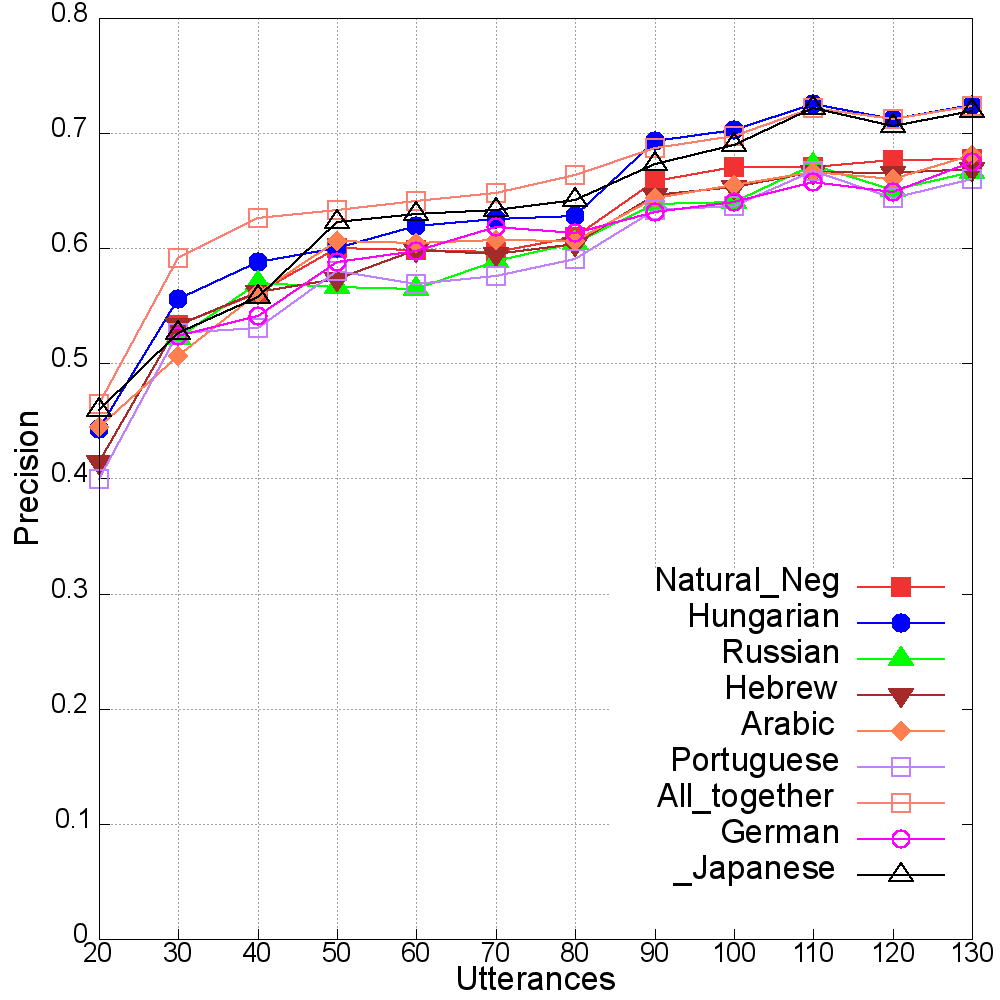 0.8
0.7
0.6
0.5
0.4
0.3
0.2
0.1
0
Precision
Natural_Neg
Hungarian
Russian
Hebrew
Arabic
Portuguese
All_together
German
_Japanese
20 30 40 50 60 70 80 90 100 110 120 130
Utterances